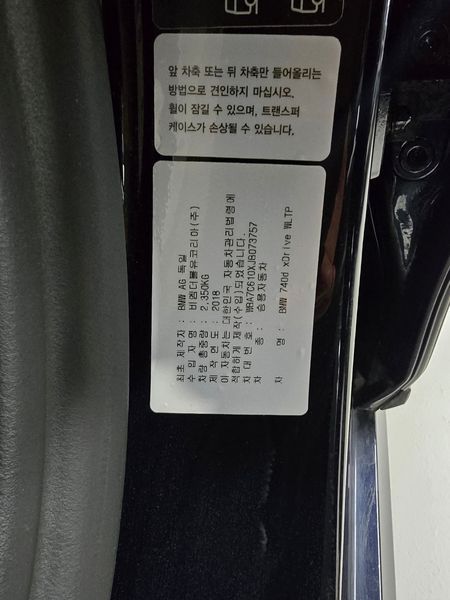 앞 차축 또는 뒤 차축만 들어올리는
방법으로 견인하지 마십시오.
휠이 잠길 수 있으며, 트랜스퍼
케이스가 손상될 수 있습니다.
최초 제작자 : BMW AG 독일
수 입 자 명 : 비엠더블유코리아(주)
차량 총중량 : 2,350KG
제 작 연 도 : 2018
이 자동차는 대한민국 자동차관리법령에
적합하게 제작(수입)되었습니다.
차 대 번 호 : WBA7C610XJB073757
차 종 : 승용자동차
차 명 : BMW 740d xDrive WLTP